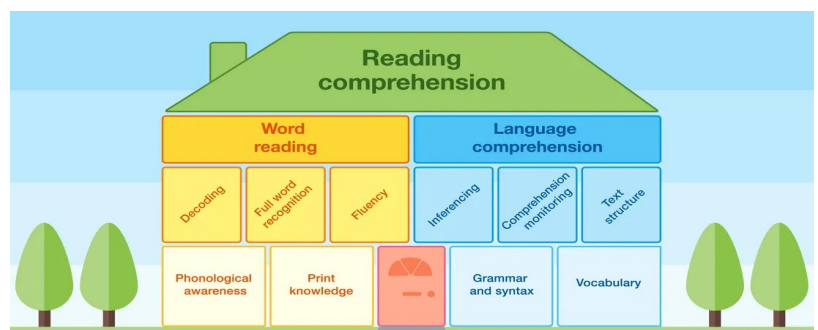 Reading
comprehension
Word
reading
Language
comprehension
Decoding
Full word
recognition
Fluency
Inferencing
Comprehension
monitoring
Text
structure
Phonological
awareness
Print
knowledge
Grammar
and syntax
Vocabulary